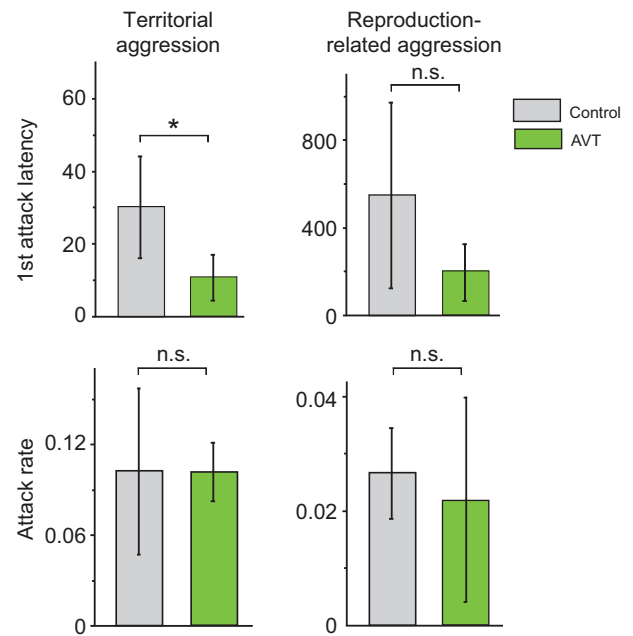 Territorial
aggression
Reproduction-
related aggression
n.s.
Control
AVT
*
1st attack latency
60
40
20
0
800
400
0
n.s.
n.s.
Attack rate
0.12
0.06
0
0.04
0.02
0